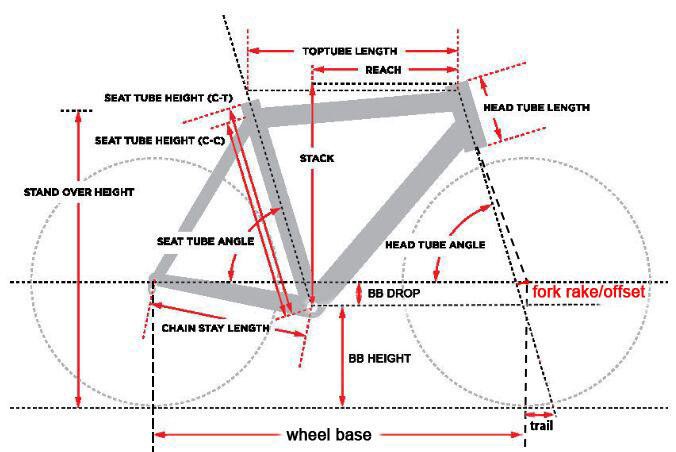 TOPTUBE LENGTH
REACH
SEAT TUBE HEIGHT (C-T)
HEAD TUBE LENGTH
SEAT TUBE HEIGHT (C-C)
STACK
STAND OVER HEIGHT
SEAT TUBE ANGLE
HEAD TUBE ANGLE
BB DROP
fork rake/offset
CHAIN STAY LENGTH
BB HEIGHT
trail
wheel base